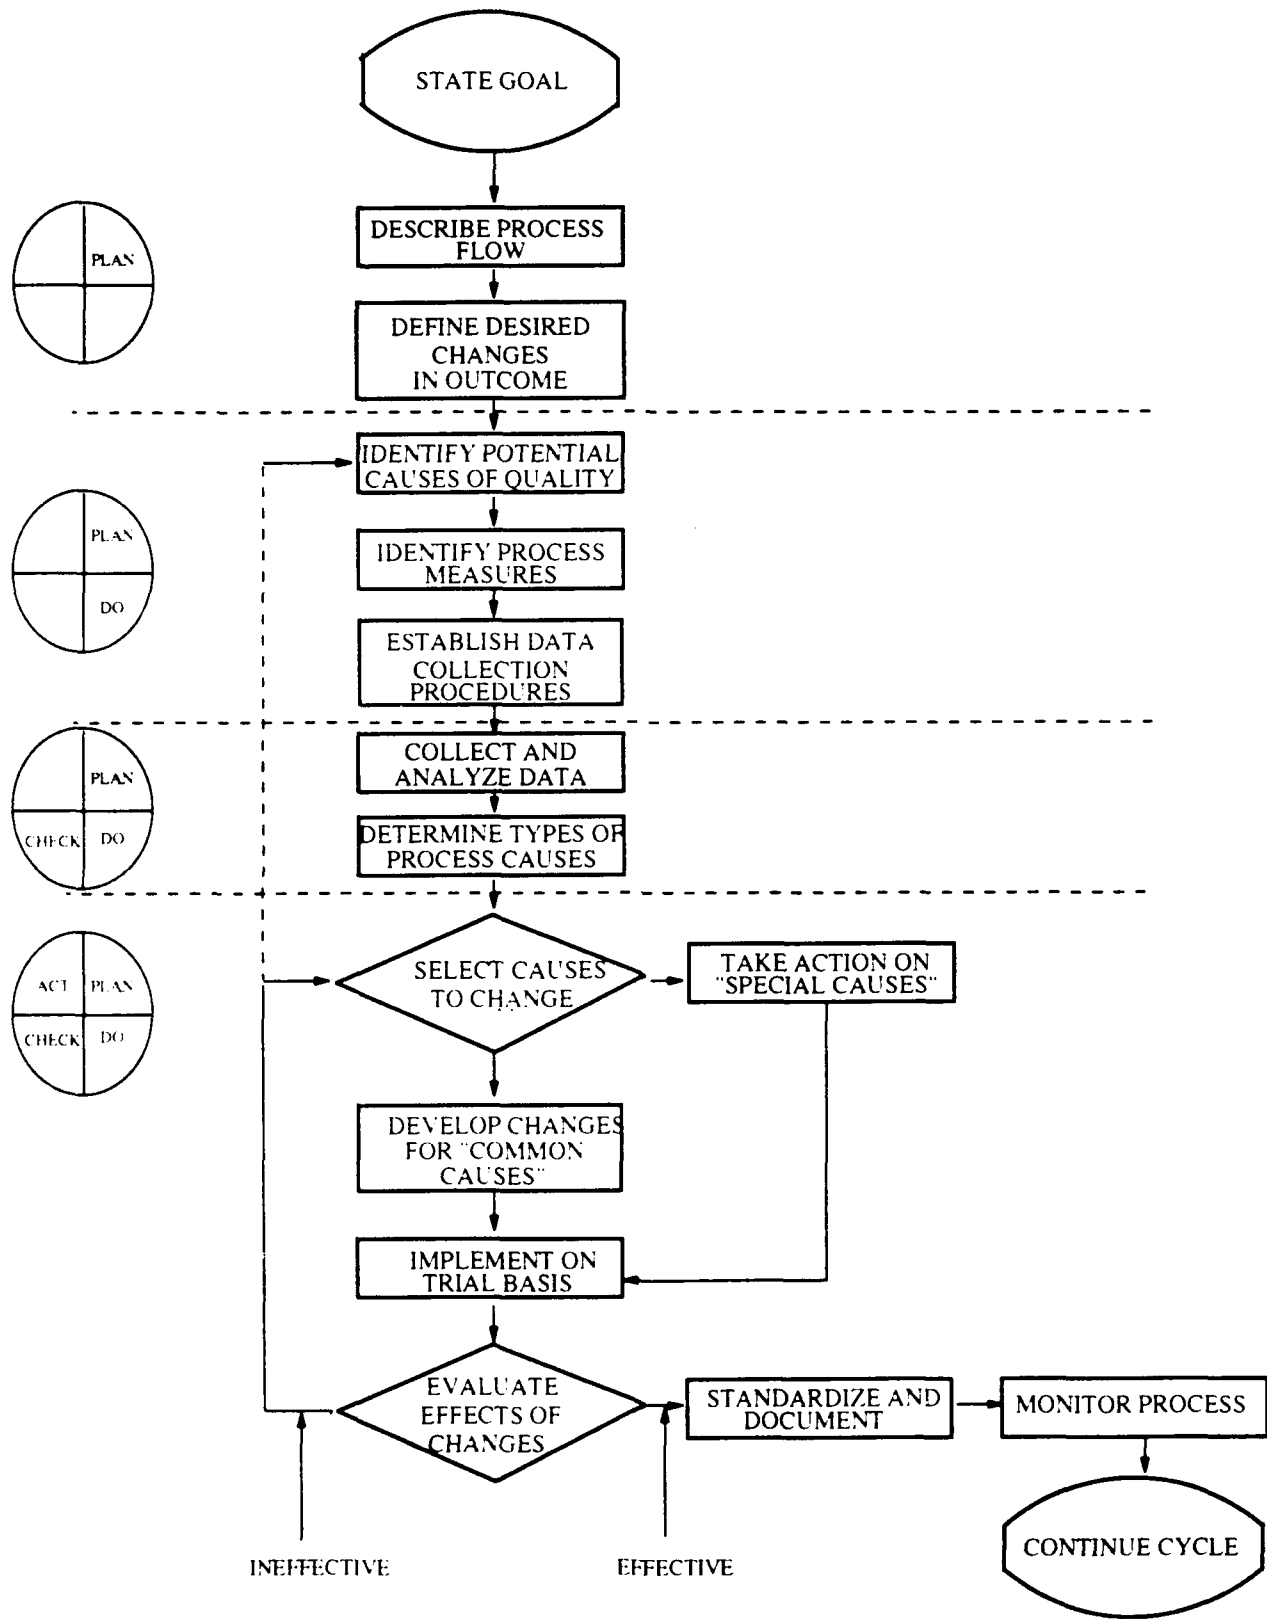 STATE GOAL
DESCRIBE PROCESS
FLOW
PLAN
DEFINE DESIRED
CHANGES
IN OUTCOME
IDENTIFY POTENTIAL
CAUSES OF QUALITY
PLAN
DO
IDENTIFY PROCESS
MEASURES
ESTABLISH DATA
COLLECTION
PROCEDURES
COLLECT AND
ANALYZE DATA
PLAN
CHECK DO
DETERMINE TYPES OF
PROCESS CAUSES
ACT PLAN
CHECK DO
SELECT CAUSES
TO CHANGE
TAKE ACTION ON
"SPECIAL CAUSES"
DEVELOP CHANGES
FOR "COMMON
CAUSES"
IMPLEMENT ON
TRIAL BASIS
EVALUATE
EFFECTS OF
CHANGES
STANDARDIZE AND
DOCUMENT
MONITOR PROCESS
INEFFECTIVE
EFFECTIVE
CONTINUE CYCLE